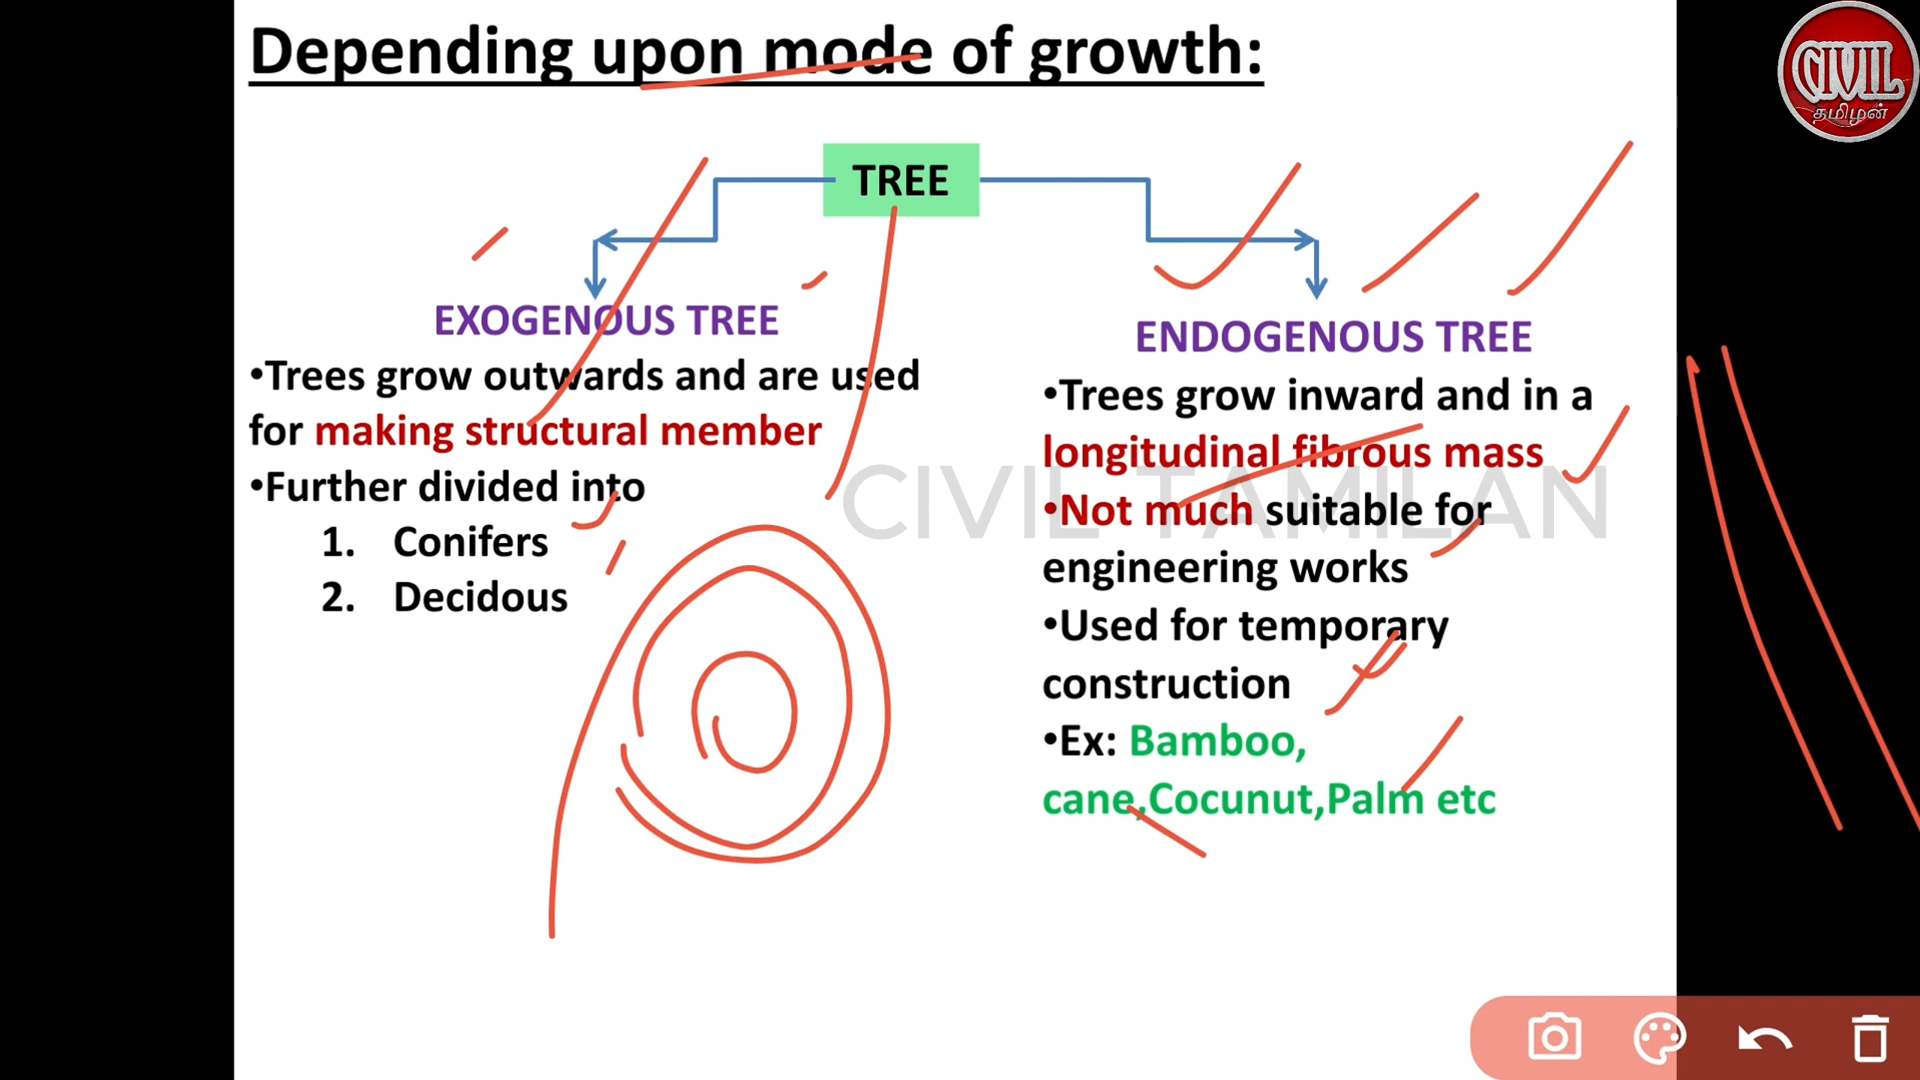 Depending upon mode of growth:
CIVIL
தமிழன்
TREE
EXOGENOUS TREE
•Trees grow outwards and are used
for making structural member
•Further divided into
1. Conifers
2. Decidous
ENDOGENOUS TREE
•Trees grow inward and in a
longitudinal fibrous mass
•Not much suitable for
engineering works
•Used for temporary
construction
•Ex: Bamboo,
cane,Cocunut,Palm etc
CIVIL TAMILAN